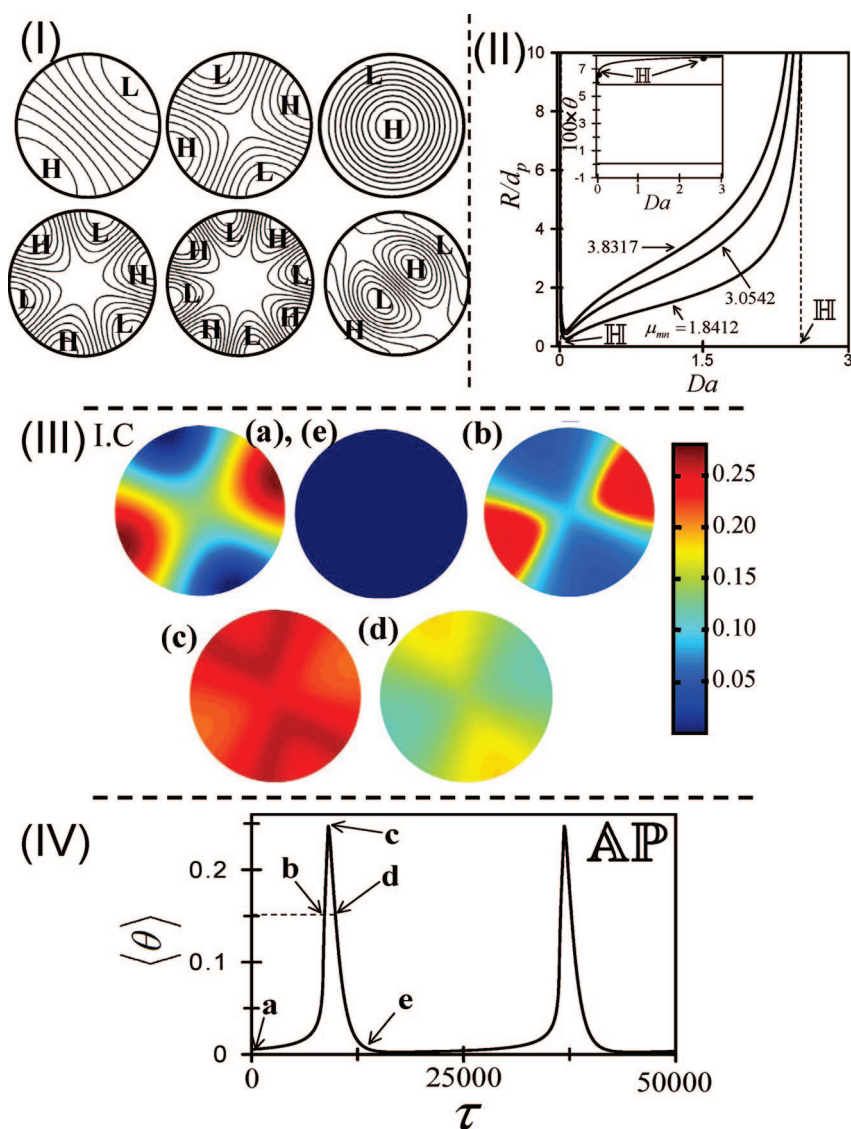 (I)
L
H
L
H
H
L
L
H
H
L
H
L
H
L
H
L
H
H
L
H
L
H
L
H
L
H
L
H
(II)
10
8
6
4
2
0
R/d_p
0
1.5
3
Da
7
5
3
1
-1
100×θ
0
1
2
3
Da
ℍ
3.8317
3.0542
μ_mn = 1.8412
ℍ
ℍ
(III) I.C (a), (e) (b)
(c) (d)
0.25
0.20
0.15
0.10
0.05
(IV)
𝔸ℙ
0.2
0.1
0
⟨θ⟩
a
b
c
d
e
0 25000 50000
τ